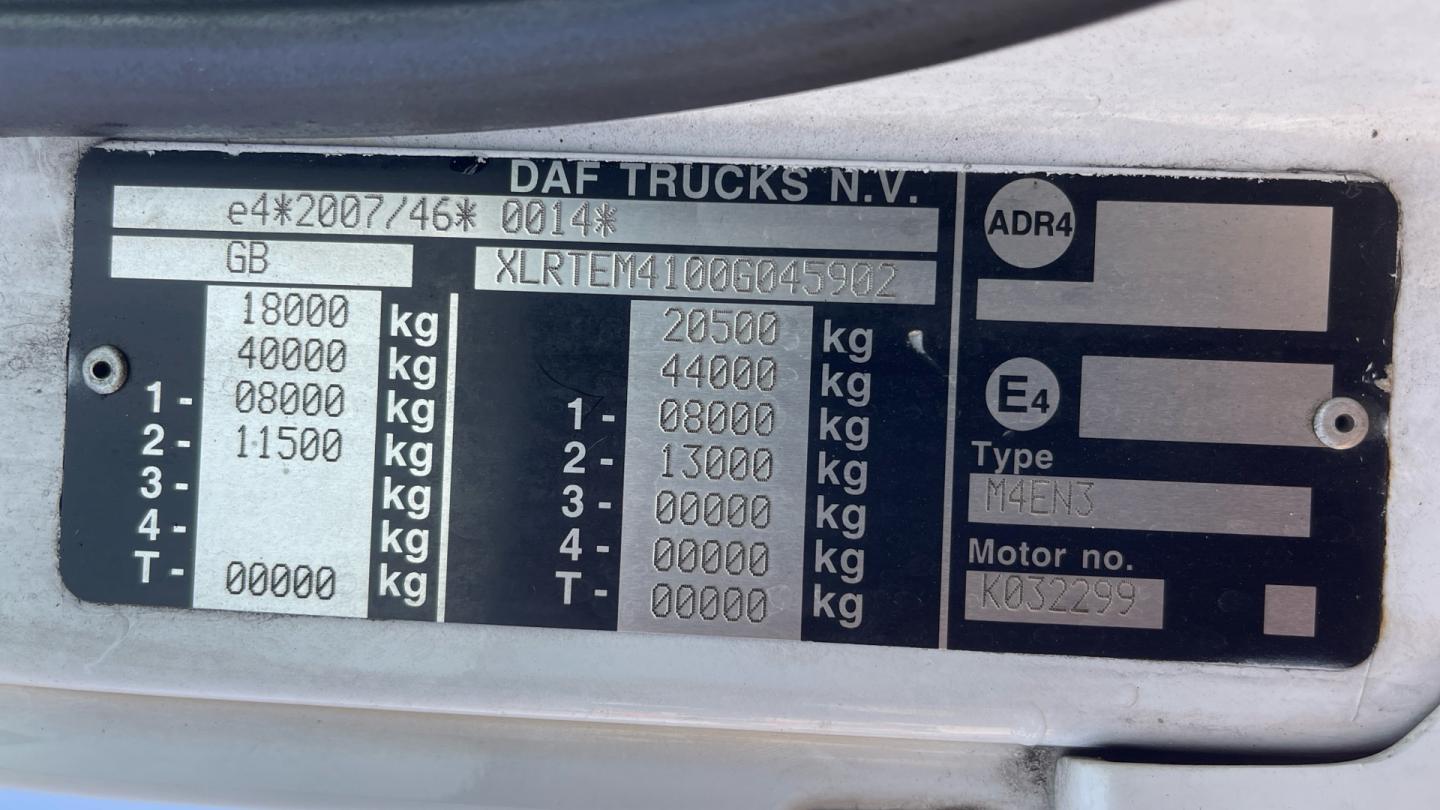 DAF TRUCKS N.V.
e4*2007/46* 0014*
GB XLRTEM4100G045902
18000 kg
40000 kg
1- 08000 kg
2- 11500 kg
3- kg
4- kg
T- 00000 kg
20500 kg
44000 kg
1- 08000 kg
2- 13000 kg
3- 00000 kg
4- 00000 kg
T- 00000 kg
ADR4
E4
Type
M4EN3
Motor no.
K032299